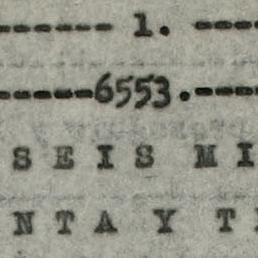 ------- 1. ----
-----6553.----
SEIS MI
NTA Y T